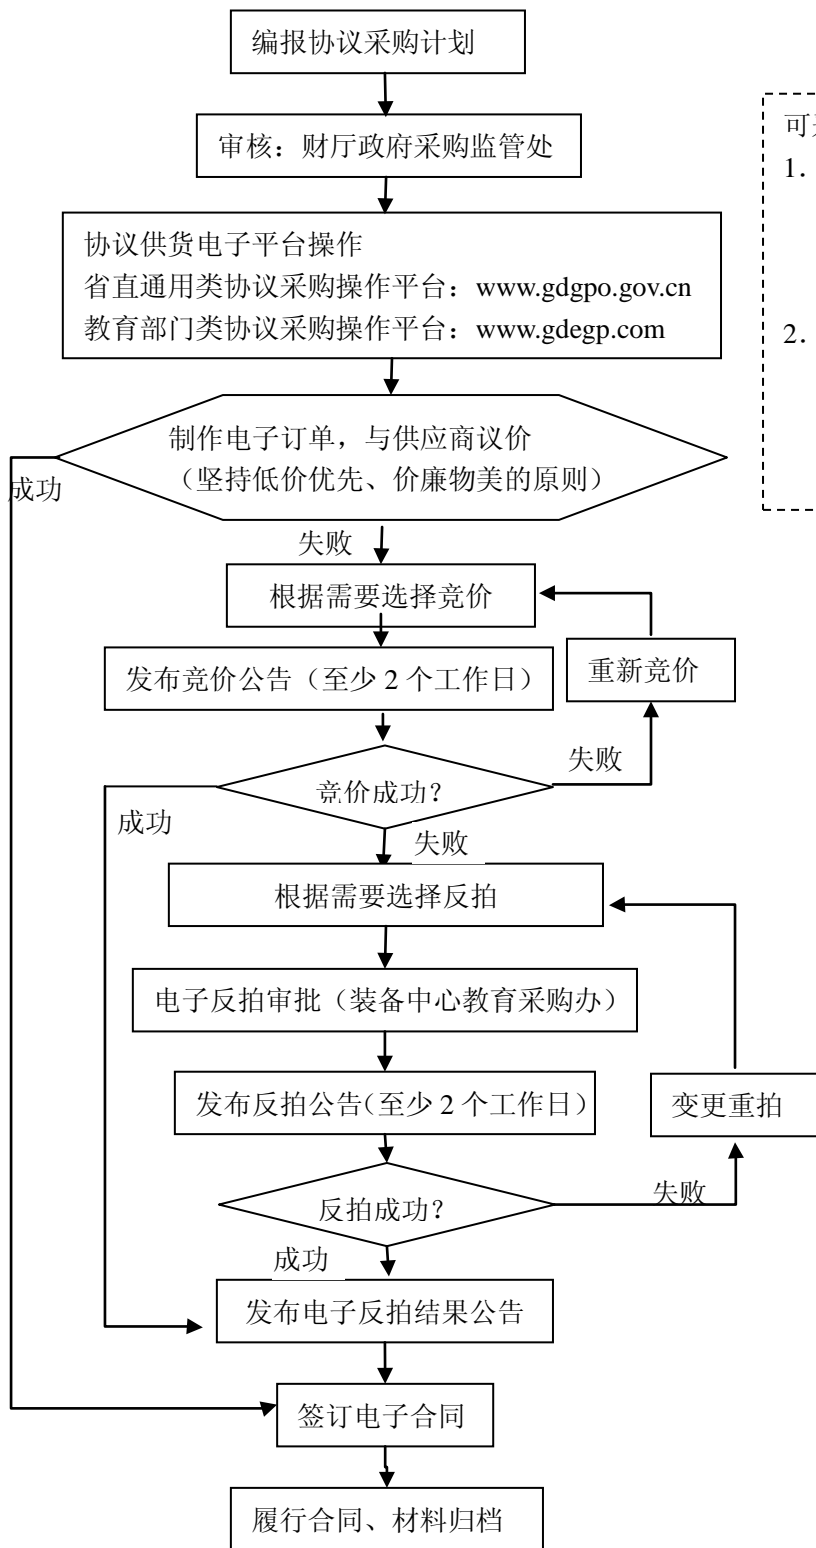 编报协议采购计划
审核：财厅政府采购监管处
可
1．
协议供货电子平台操作
省直通用类协议采购操作平台：www.gdgpo.gov.cn
教育部门类协议采购操作平台：www.gdegp.com
2．
制作电子订单，与供应商议价
（坚持低价优先、价廉物美的原则）
成功
失败
根据需要选择竞价
发布竞价公告（至少 2 个工作日）
重新竞价
竞价成功？
失败
成功
失败
根据需要选择反拍
电子反拍审批（装备中心教育采购办）
发布反拍公告（至少 2 个工作日）
变更重拍
反拍成功？
失败
成功
发布电子反拍结果公告
签订电子合同
履行合同、材料归档